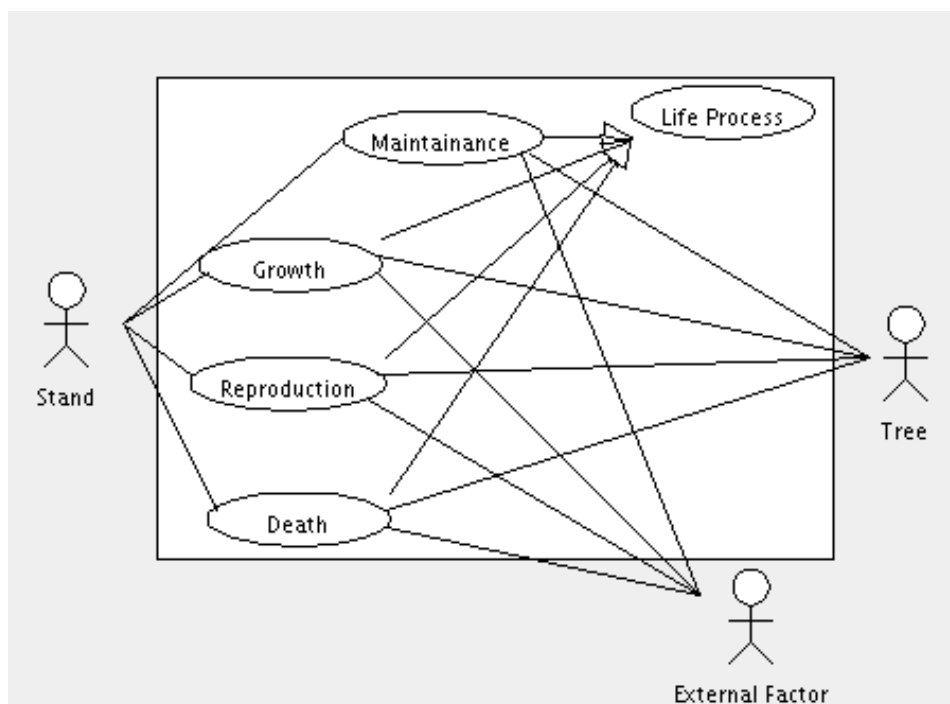 Life Process
Maintainance
Growth
Stand
Reproduction
Tree
Death
External Factor